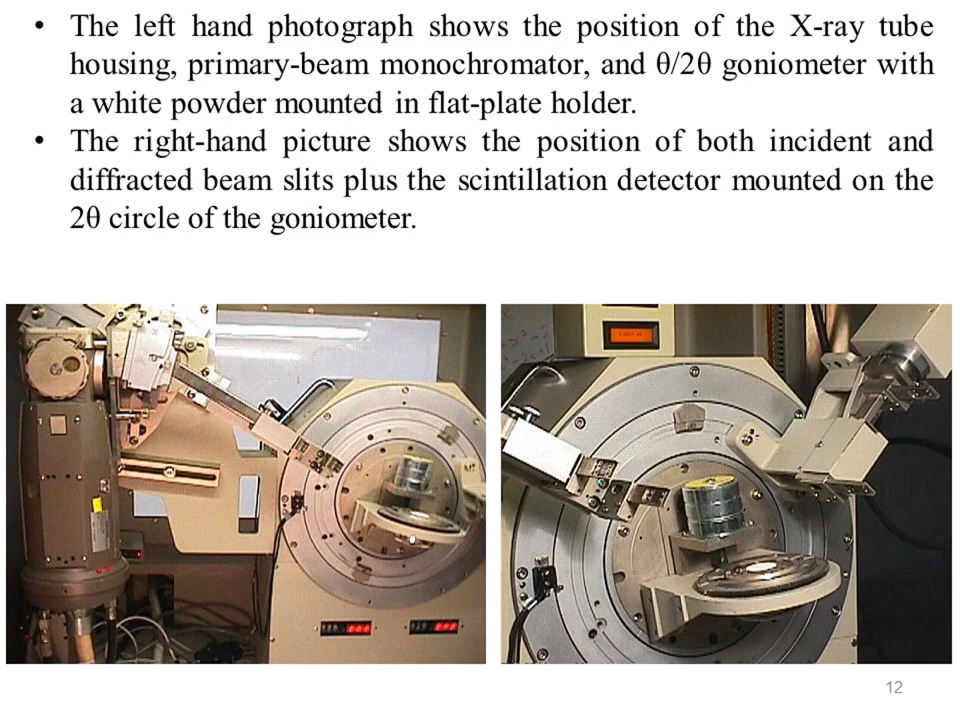 • The left hand photograph shows the position of the X-ray tube
housing, primary-beam monochromator, and θ/2θ goniometer with
a white powder mounted in flat-plate holder.
• The right-hand picture shows the position of both incident and
diffracted beam slits plus the scintillation detector mounted on the
2θ circle of the goniometer.
12